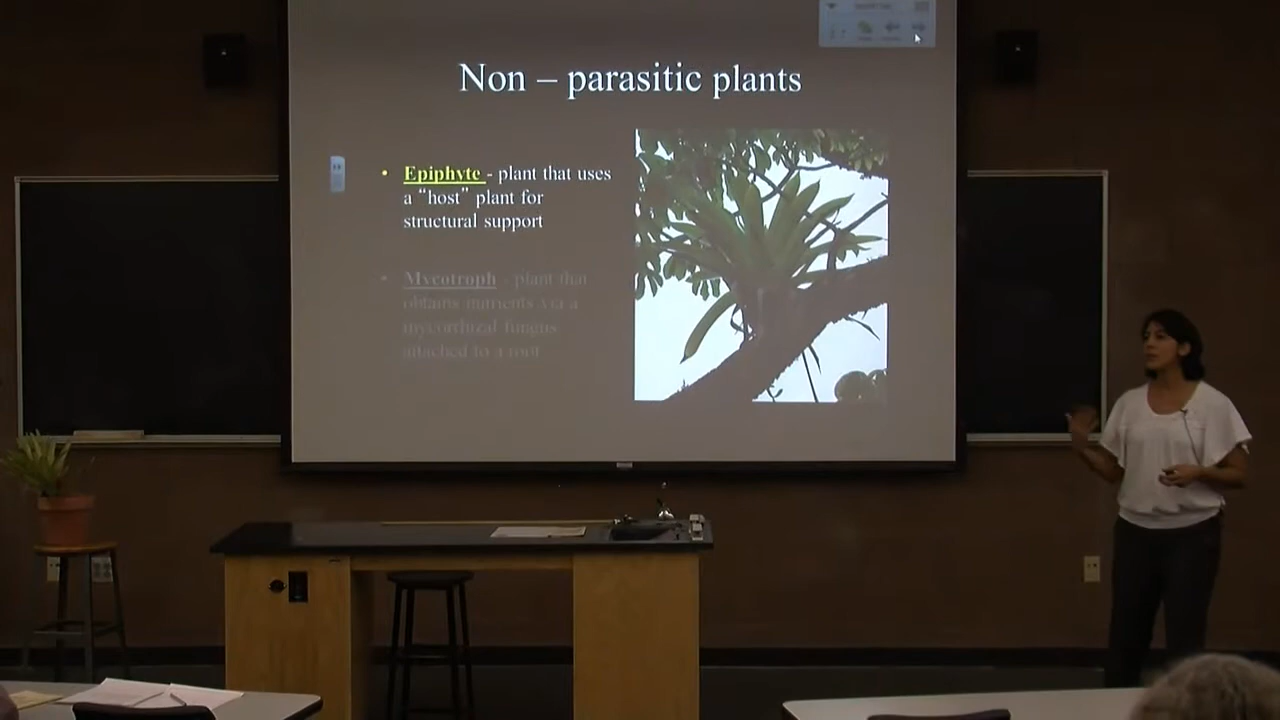 Non – parasitic plants
• Epiphyte - plant that uses
a “host” plant for
structural support
• Mycotroph - plant that
obtains nutrients via a
mycorrhizal fungus
attached to a root